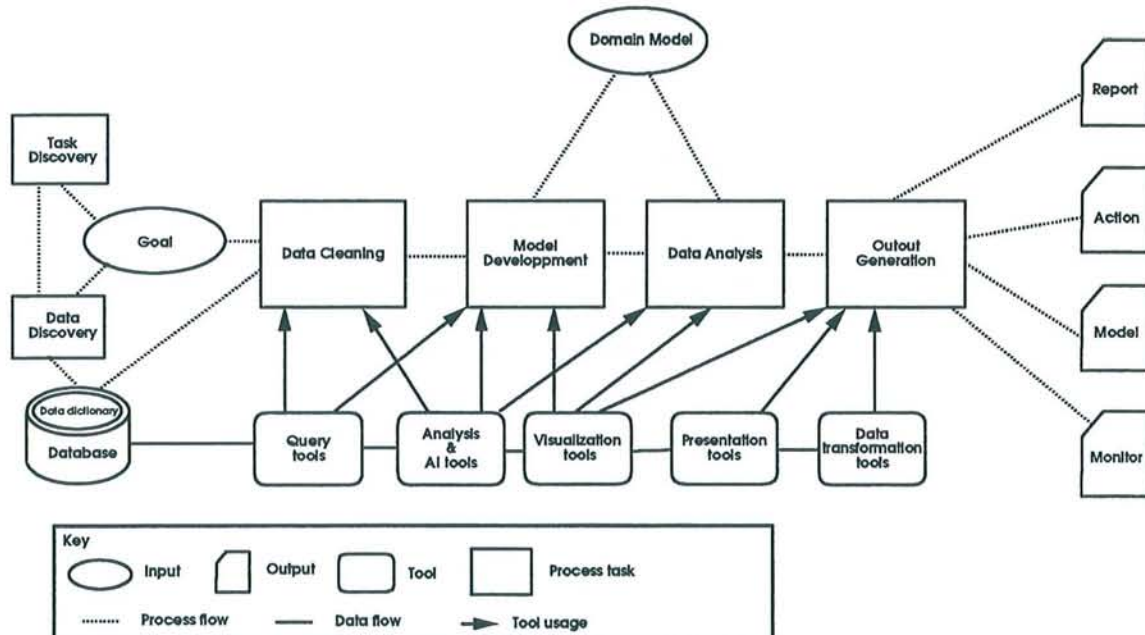 Domain Model
Report
Task
Discovery
Goal
Data Cleaning
Model
Developpment
Data Analysis
Outout
Generation
Action
Data
Discovery
Model
Data dictionary
Database
Query
tools
Analysis
&
AI tools
Visualization
tools
Presentation
tools
Data
transformation
tools
Monitor
Key
Input
Output
Tool
Process task
Process flow
Data flow
Tool usage